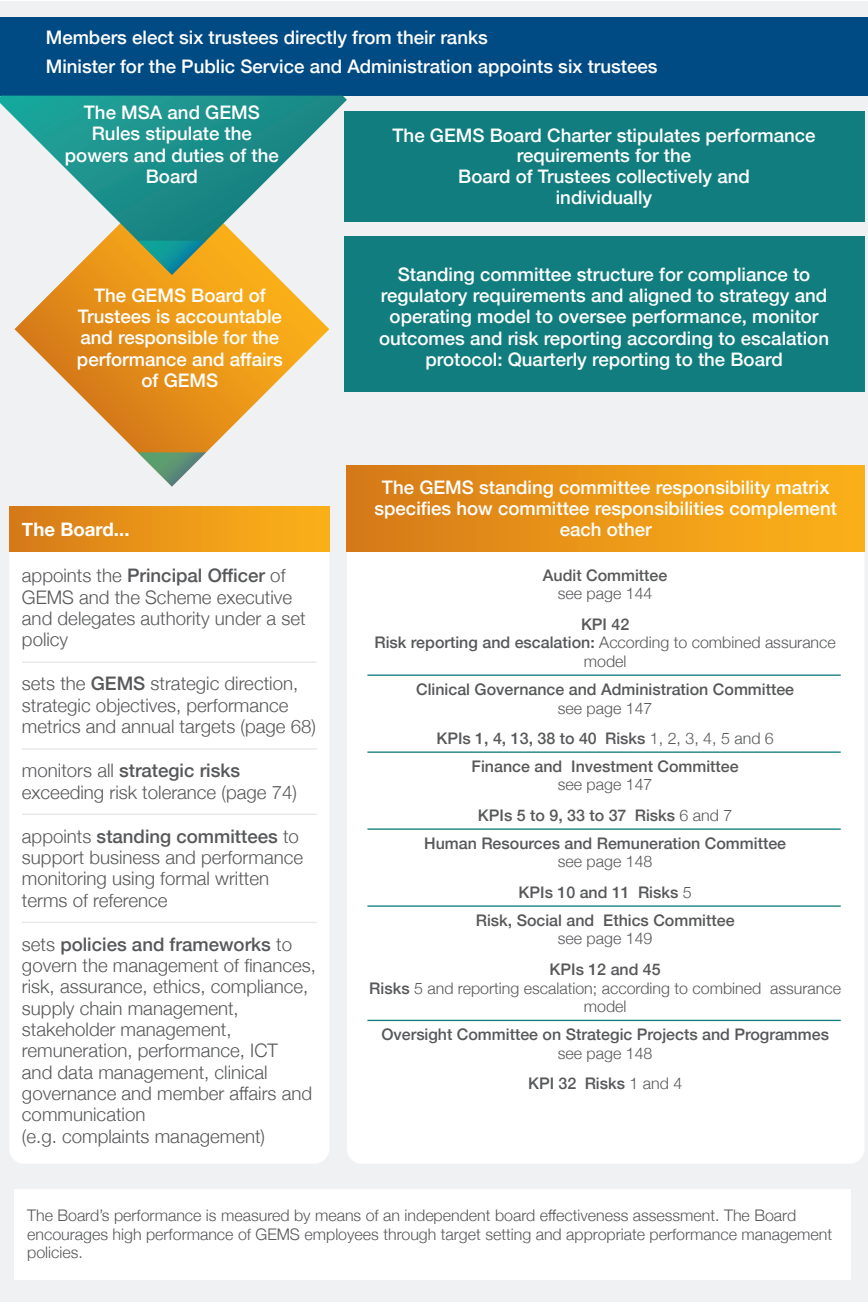 Members elect six trustees directly from their ranks
Minister for the Public Service and Administration appoints six trustees
The MSA and GEMS
Rules stipulate the
powers and duties of the
Board
The GEMS Board Charter stipulates performance
requirements for the
Board of Trustees collectively and
individually
The GEMS Board of
Trustees is accountable
and responsible for the
performance and affairs
of GEMS
Standing committee structure for compliance to
regulatory requirements and aligned to strategy and
operating model to oversee performance, monitor
outcomes and risk reporting according to escalation
protocol: Quarterly reporting to the Board
The Board...
appoints the Principal Officer of
GEMS and the Scheme executive
and delegates authority under a set
policy
sets the GEMS strategic direction,
strategic objectives, performance
metrics and annual targets (page 68)
monitors all strategic risks
exceeding risk tolerance (page 74)
appoints standing committees to
support business and performance
monitoring using formal written
terms of reference
sets policies and frameworks to
govern the management of finances,
risk, assurance, ethics, compliance,
supply chain management,
stakeholder management,
remuneration, performance, ICT
and data management, clinical
governance and member affairs and
communication
(e.g. complaints management)
The GEMS standing committee responsibility matrix
specifies how committee responsibilities complement
each other
Audit Committee
see page 144
KPI 42
Risk reporting and escalation: According to combined assurance
model
Clinical Governance and Administration Committee
see page 147
KPIs 1, 4, 13, 38 to 40 Risks 1, 2, 3, 4, 5 and 6
Finance and Investment Committee
see page 147
KPIs 5 to 9, 33 to 37 Risks 6 and 7
Human Resources and Remuneration Committee
see page 148
KPIs 10 and 11 Risks 5
Risk, Social and Ethics Committee
see page 149
KPIs 12 and 45
Risks 5 and reporting escalation; according to combined assurance
model
Oversight Committee on Strategic Projects and Programmes
see page 148
KPI 32 Risks 1 and 4
The Board's performance is measured by means of an independent board effectiveness assessment. The Board
encourages high performance of GEMS employees through target setting and appropriate performance management
policies.